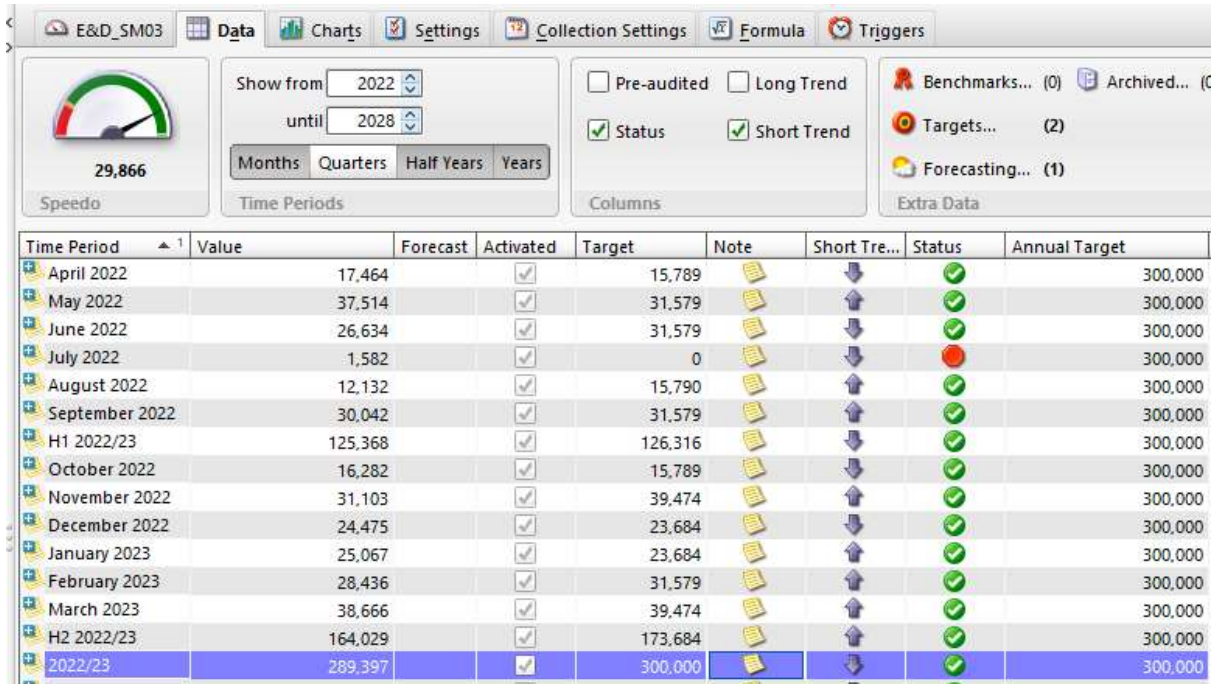 E&D_SM03 Data Charts Settings Collection Settings Formula Triggers
Show from 2022
until 2028
Months Quarters Half Years Years
29,866
Speedo
Time Periods
Pre-audited Long Trend
Status Short Trend
Columns
Benchmarks... (0) Archived...
Targets... (2)
Forecasting... (1)
Extra Data
Time Period 1 Value Forecast Activated Target Note Short Tre... Status Annual Target
April 2022 17,464 15,789 300,000
May 2022 37,514 31,579 300,000
June 2022 26,634 31,579 300,000
July 2022 1,582 0 300,000
August 2022 12,132 15,790 300,000
September 2022 30,042 31,579 300,000
H1 2022/23 125,368 126,316 300,000
October 2022 16,282 15,789 300,000
November 2022 31,103 39,474 300,000
December 2022 24,475 23,684 300,000
January 2023 25,067 23,684 300,000
February 2023 28,436 31,579 300,000
March 2023 38,666 39,474 300,000
H2 2022/23 164,029 173,684 300,000
2022/23 289,397 300,000 300,000